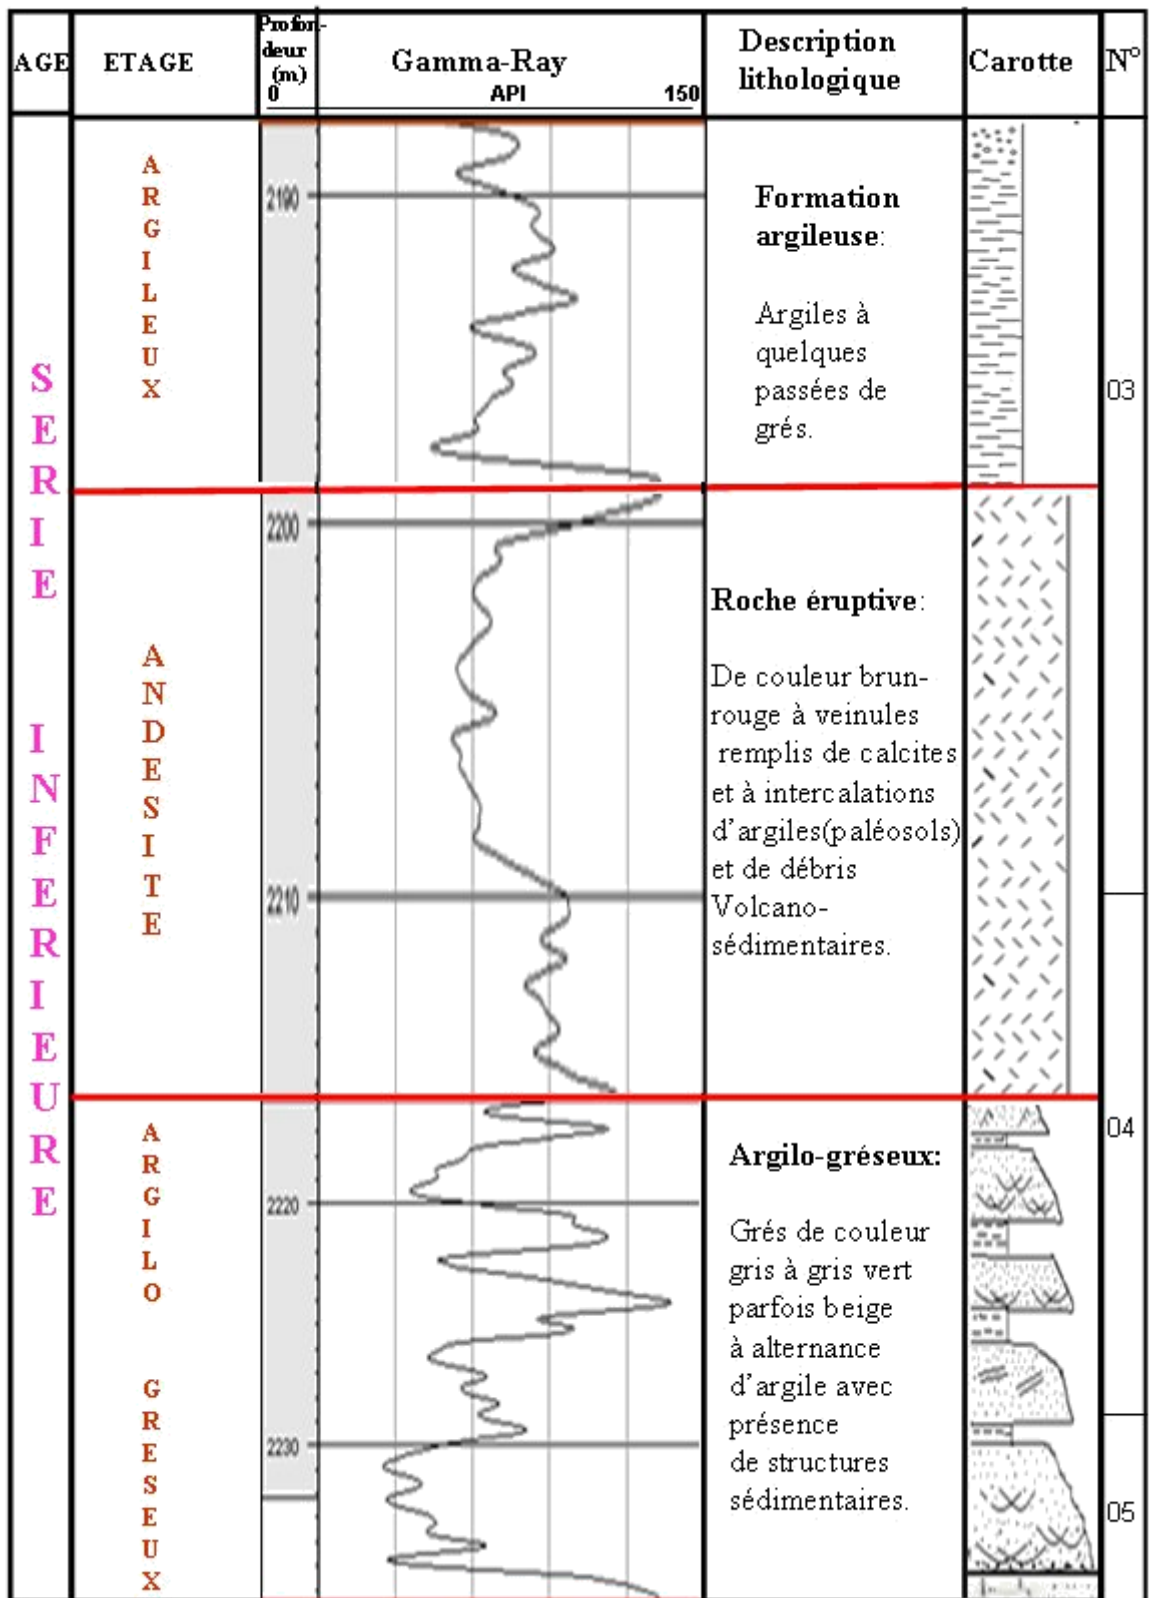 AGE
ETAGE
Profon-
deur
(m)
Gamma-Ray
0 API 150
Description
lithologique
Carotte
N°
SERIE INFERIEURE
ARGILEUX
2190
Formation
argileuse:
Argiles à
quelques
passées de
grés.
03
ANDESITE
2200
2210
Roche éruptive:
De couleur brun-
rouge à veinules
remplis de calcites
et à intercalations
d'argiles(paléosols)
et de débris
Volcano-
sédimentaires.
04
ARGILO GRESEUX
2220
2230
Argilo-gréseux:
Grés de couleur
gris à gris vert
parfois beige
à alternance
d'argile avec
présence
de structures
sédimentaires.
05